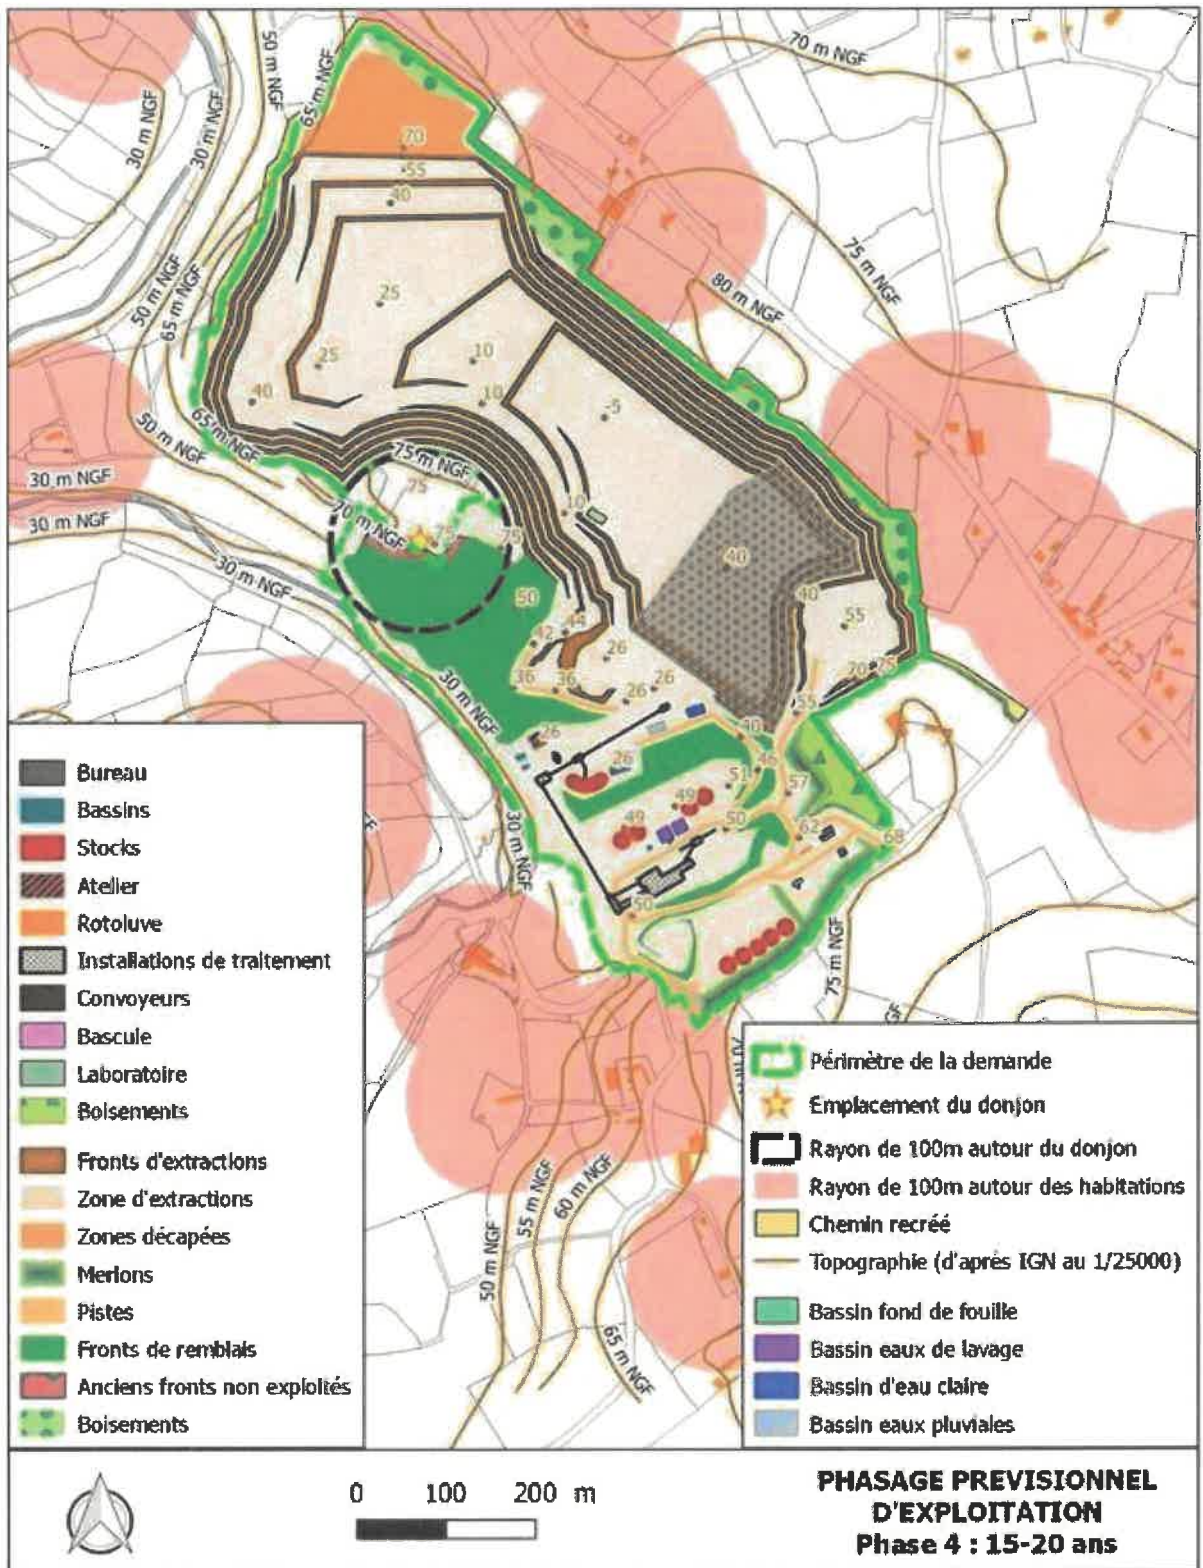 70 m NGF
50 m NGF
65 m NGF
30 m NGF
30 m NGF
70
55
40
75 m NGF
80 m NGF
50 m NGF
65 m NGF
25
25
10
40
10
-5
65 m NGF
50 m NGF
75 m NGF
30 m NGF
75
10
70 m NGF
75
75
30 m NGF
40
30 m NGF
50
40
55
44
42
26
20
75
36
36
26
26
55
30 m NGF
26
40
26
46
51
57
49
49
50
62
68
30 m NGF
50
75 m NGF
Bureau
Bassins
Stocks
Atelier
Rotoluve
Installations de traitement
Convoyeurs
Bascule
Laboratoire
Boisements
Fronts d'extractions
Zone d'extractions
Zones décapées
Merlons
Pistes
Fronts de remblais
Anciens fronts non exploités
Boisements
50 m NGF
55 m NGF
60 m NGF
65 m NGF
Périmètre de la demande
Emplacement du donjon
Rayon de 100m autour du donjon
Rayon de 100m autour des habitations
Chemin recréé
Topographie (d'après IGN au 1/25000)
Bassin fond de fouille
Bassin eaux de lavage
Bassin d'eau claire
Bassin eaux pluviales
0 100 200 m
PHASAGE PREVISIONNEL
D'EXPLOITATION
Phase 4 : 15-20 ans